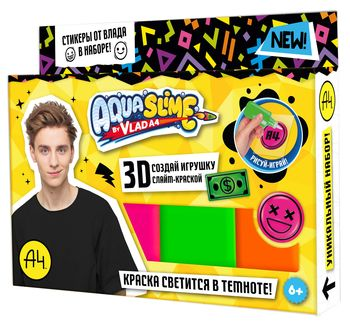 СТИКЕРЫ ОТ ВЛАДА
В НАБОРЕ!
NEW!
AQUA SLIME
BY VLAD A4
A4
РИСУЙ-ИГРАЙ!
3D СОЗДАЙ ИГРУШКУ
СЛАЙМ-КРАСКОЙ
$
A4
УНИКАЛЬНЫЙ НАБОР!
A4
КРАСКА СВЕТИТСЯ В ТЕМНОТЕ!
6+